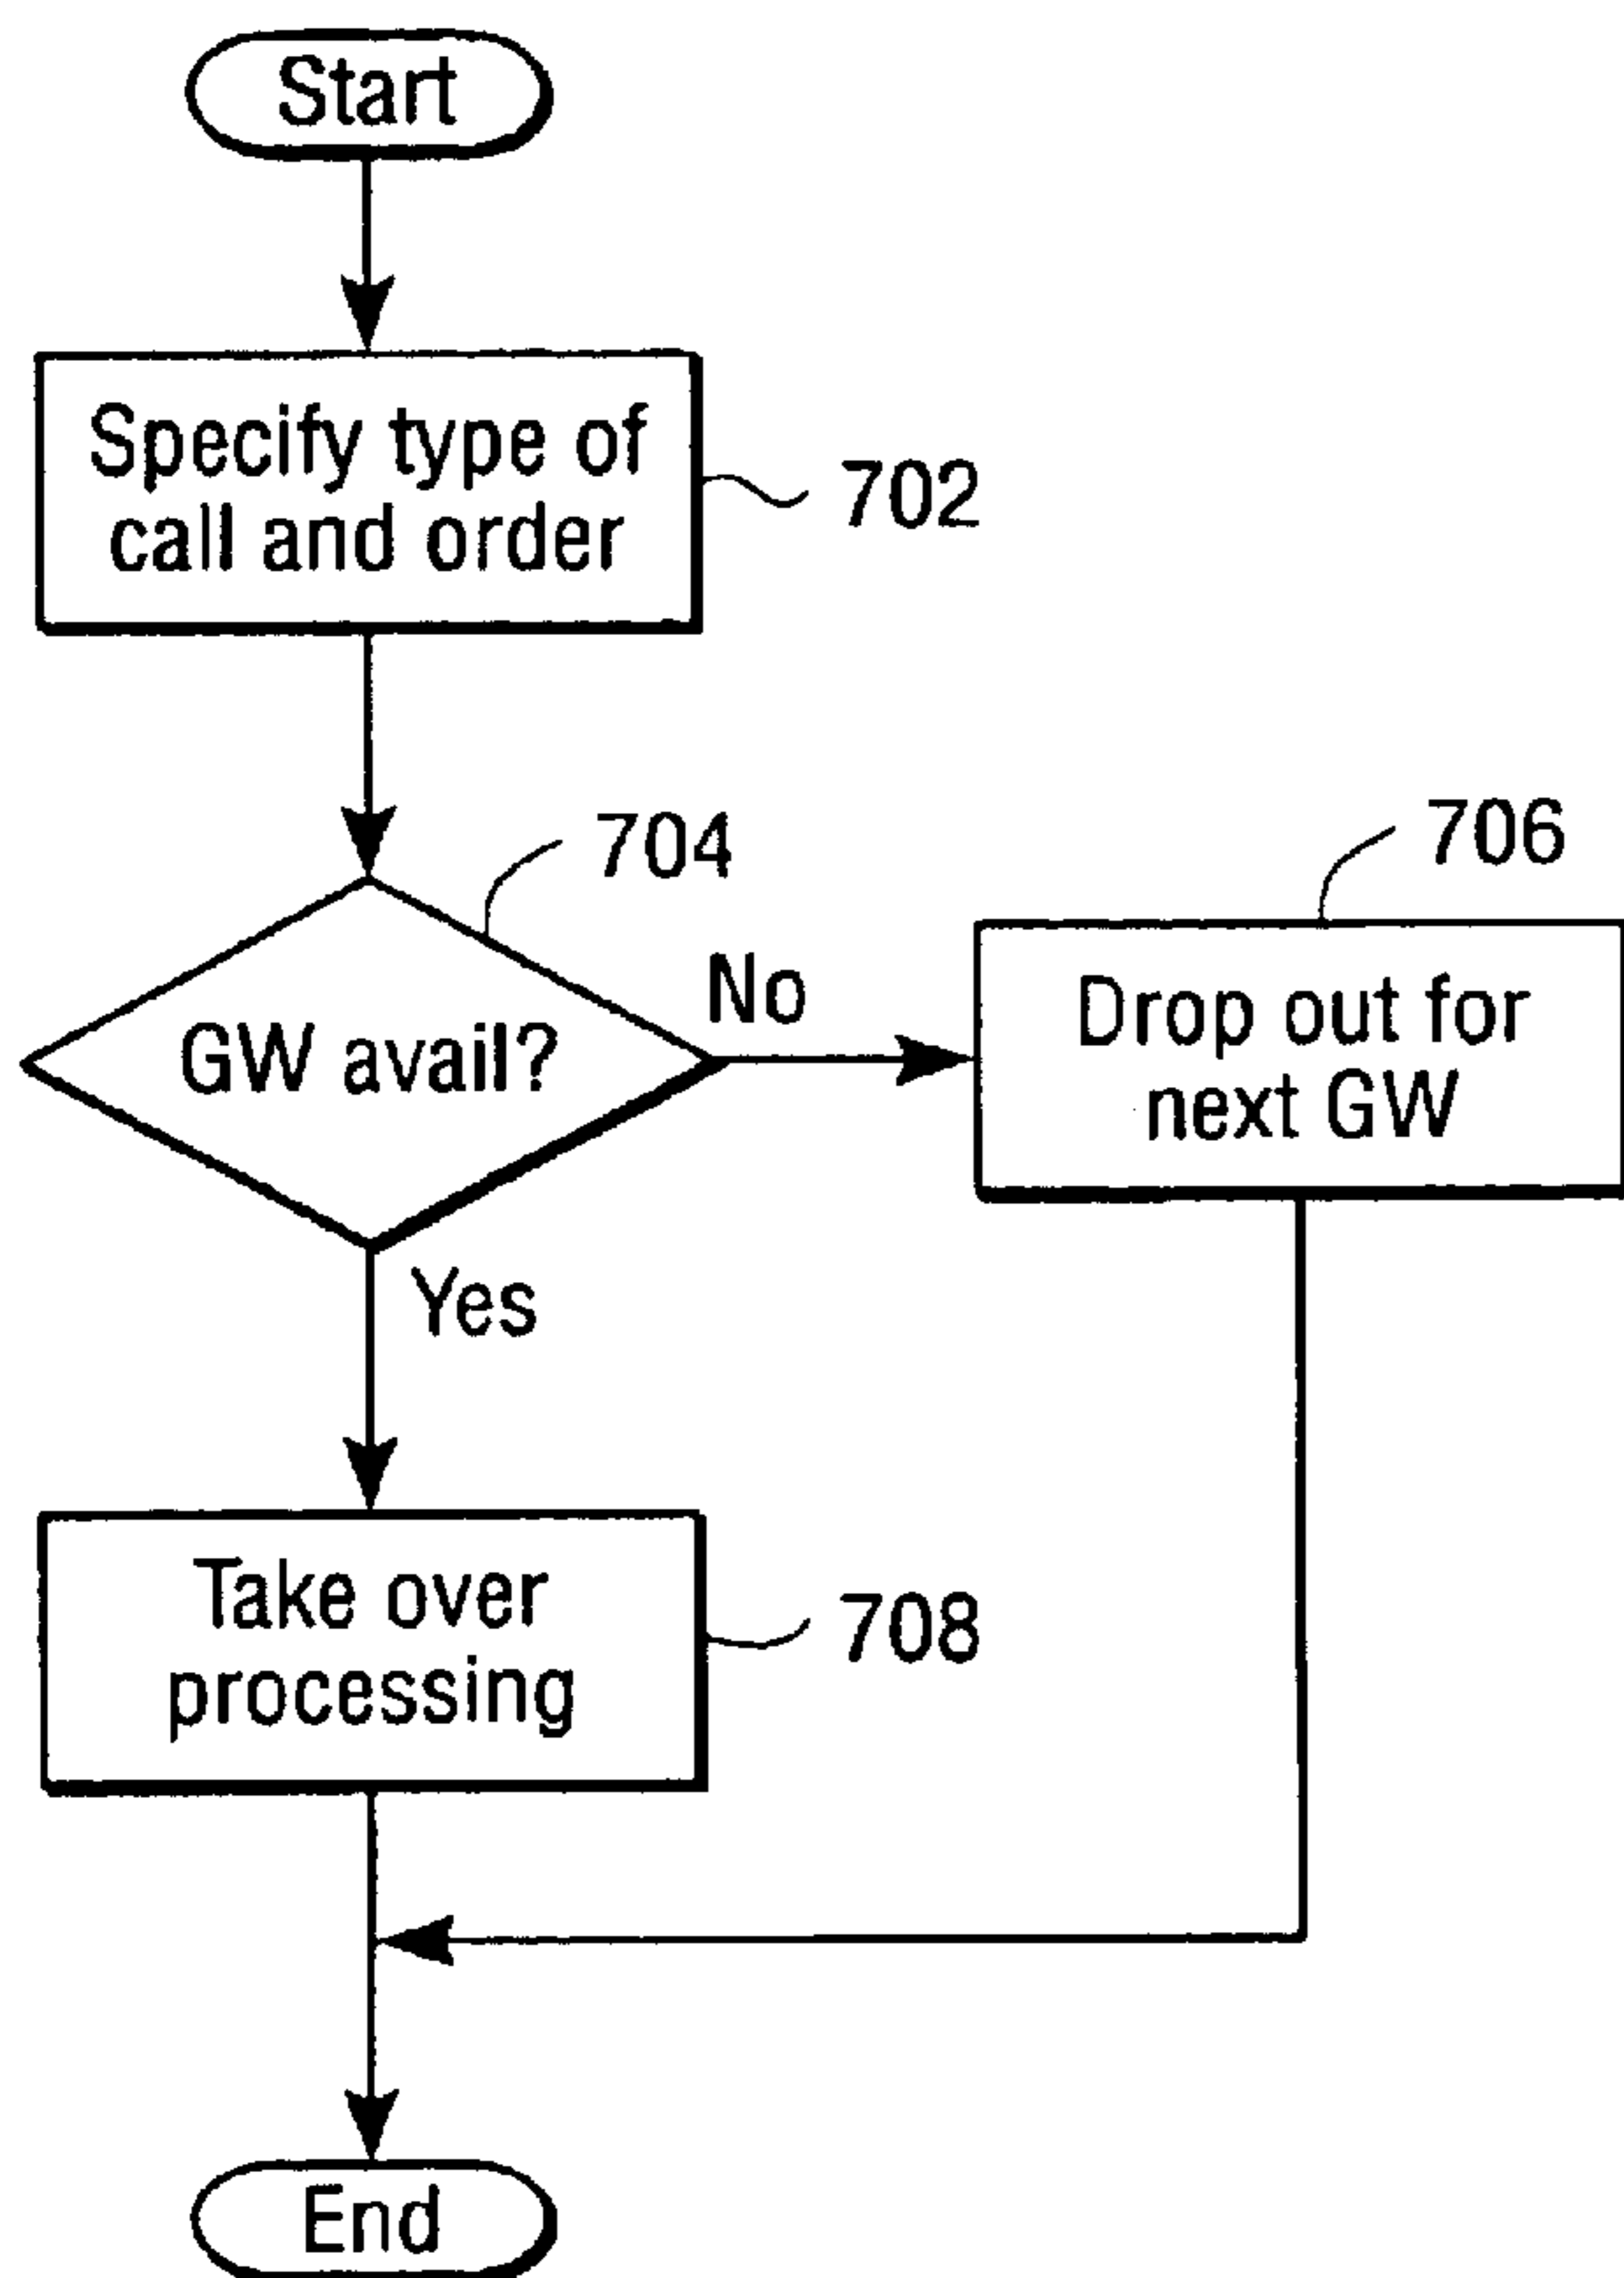 Start
Specify type of
call and order
702
704
706
GW avail?
No
Drop out for
next GW
Yes
Take over
processing
708
End